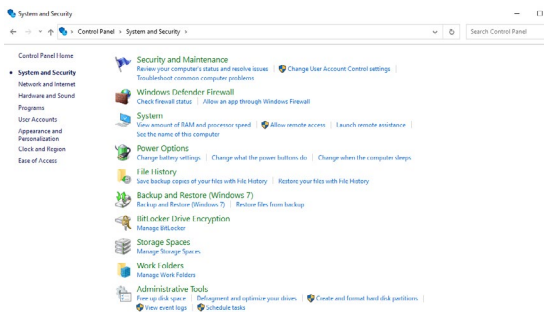 System and Security
Control Panel > System and Security >
Search Control Panel
Control Panel Home
System and Security
Network and Internet
Hardware and Sound
Programs
User Accounts
Appearance and
Personalization
Clock and Region
Ease of Access
Security and Maintenance
Review your computer's status and resolve issues | Change User Account Control settings |
Troubleshoot common computer problems
Windows Defender Firewall
Check firewall status | Allow an app through Windows Firewall
System
View amount of RAM and processor speed | Allow remote access | Launch remote assistance |
See the name of this computer
Power Options
Change battery settings | Change what the power buttons do | Change when the computer sleeps
File History
Save backup copies of your files with File History | Restore your files with File History
Backup and Restore (Windows 7)
Backup and Restore (Windows 7) | Restore files from backup
BitLocker Drive Encryption
Manage BitLocker
Storage Spaces
Manage Storage Spaces
Work Folders
Manage Work Folders
Administrative Tools
Free up disk space | Defragment and optimize your drives | Create and format hard disk partitions |
View event logs | Schedule tasks